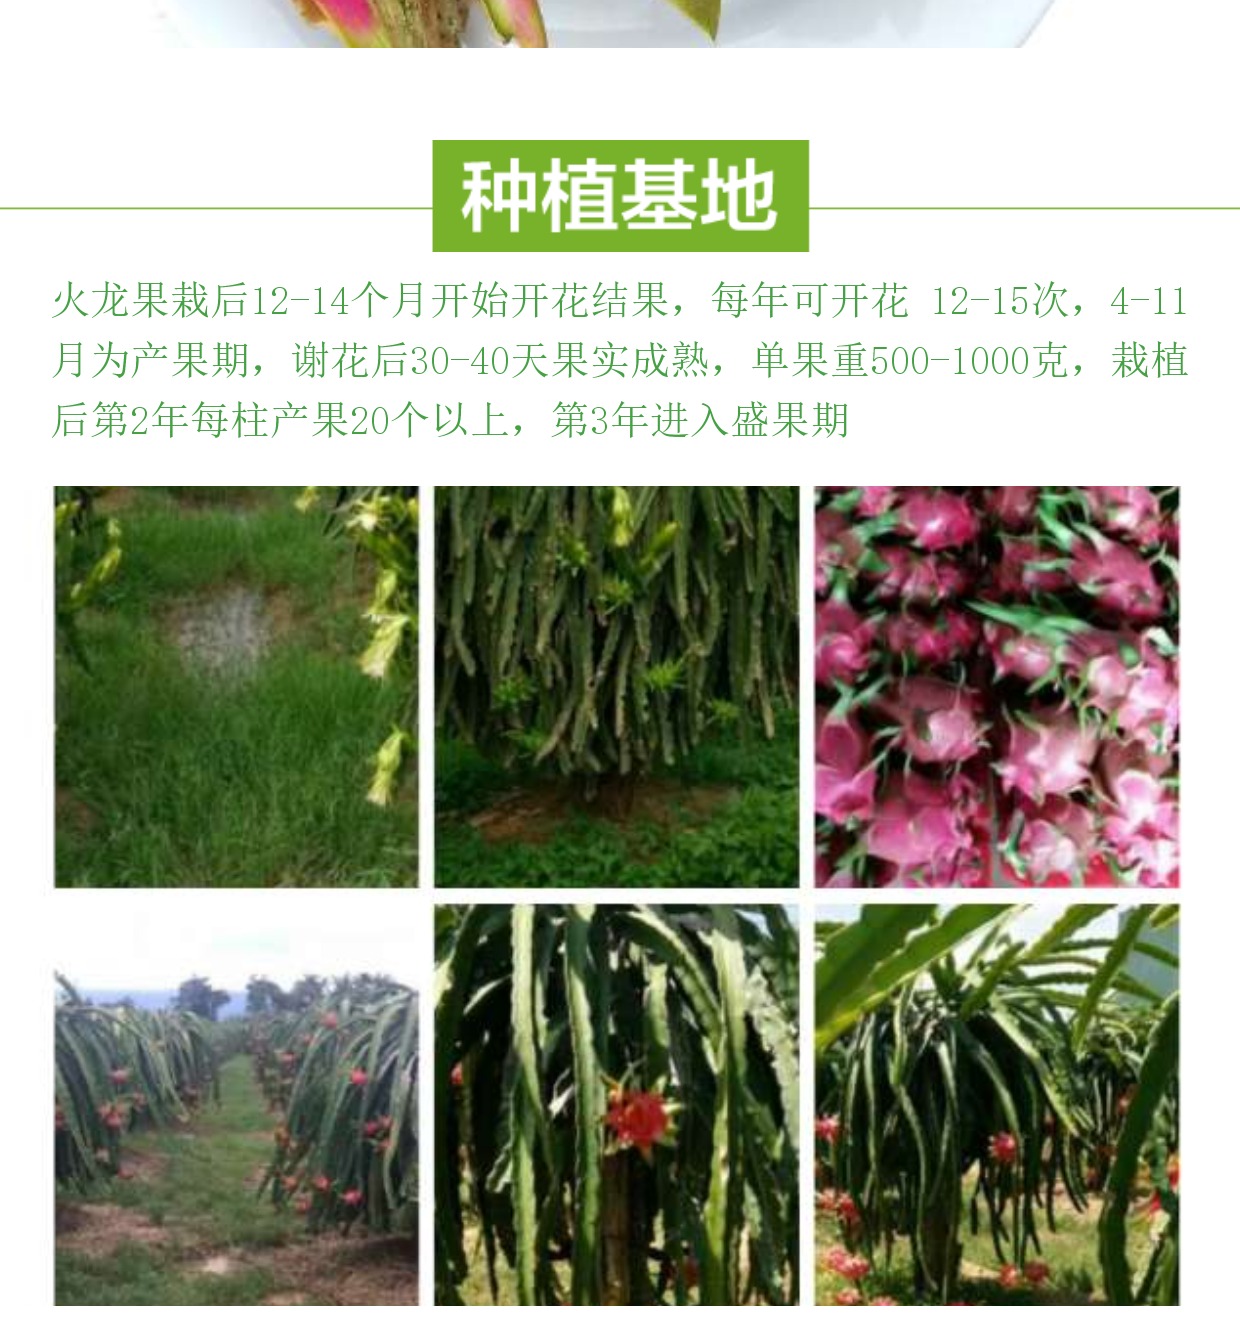 种植基地
火龙果栽后12-14个月开始开花结果，每年可开花 12-15次，4-11
月为产果期，谢花后30-40天果实成熟，单果重500-1000克，栽植
后第2年每柱产果20个以上，第3年进入盛果期